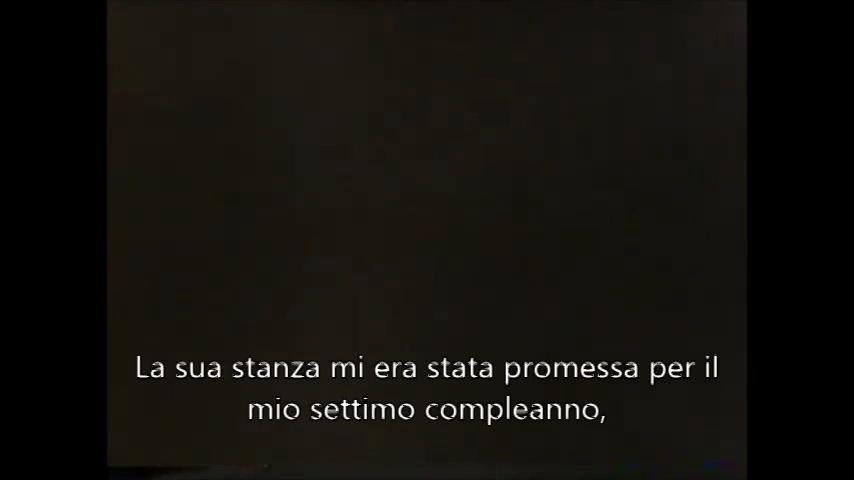 La sua stanza mi era stata promessa per il
mio settimo compleanno,